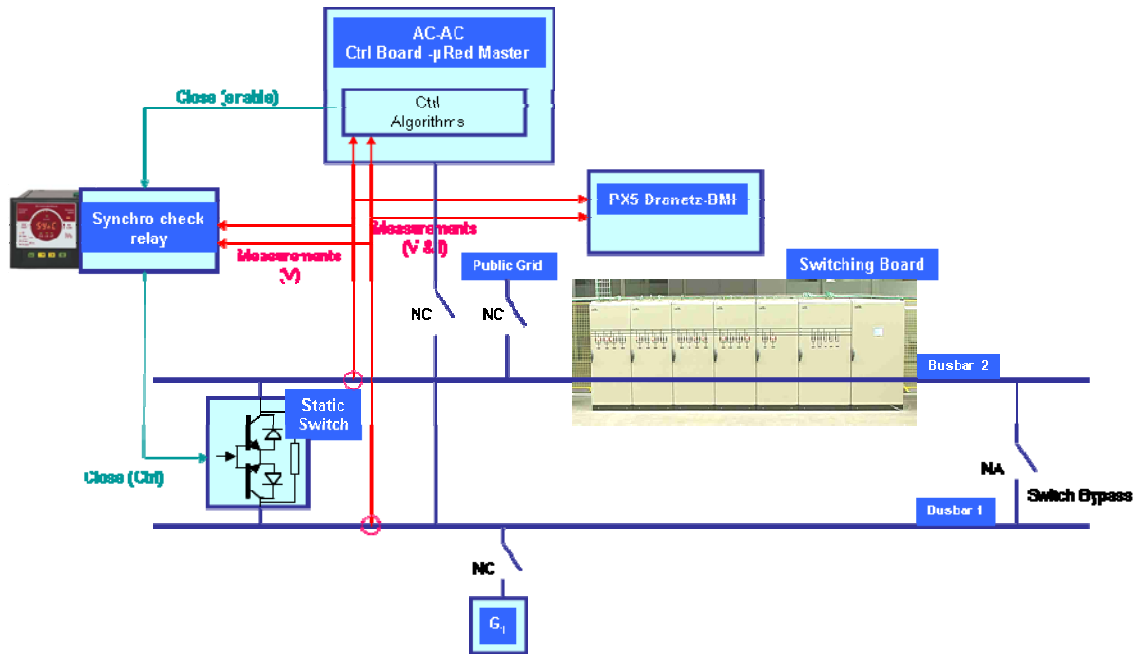 AC-AC
Ctrl Board -µRed Master
Close (enable)
Ctrl
Algorithms
PX5 Dranetz-BMI
Synchro check
relay
SYNC
Measurements
(V & I)
Measurements
(V)
Public Grid
Switching Board
NC
NC
Busbar 2
Static
Switch
Close (Ctrl)
NA
Switch Bypass
Busbar 1
NC
G1